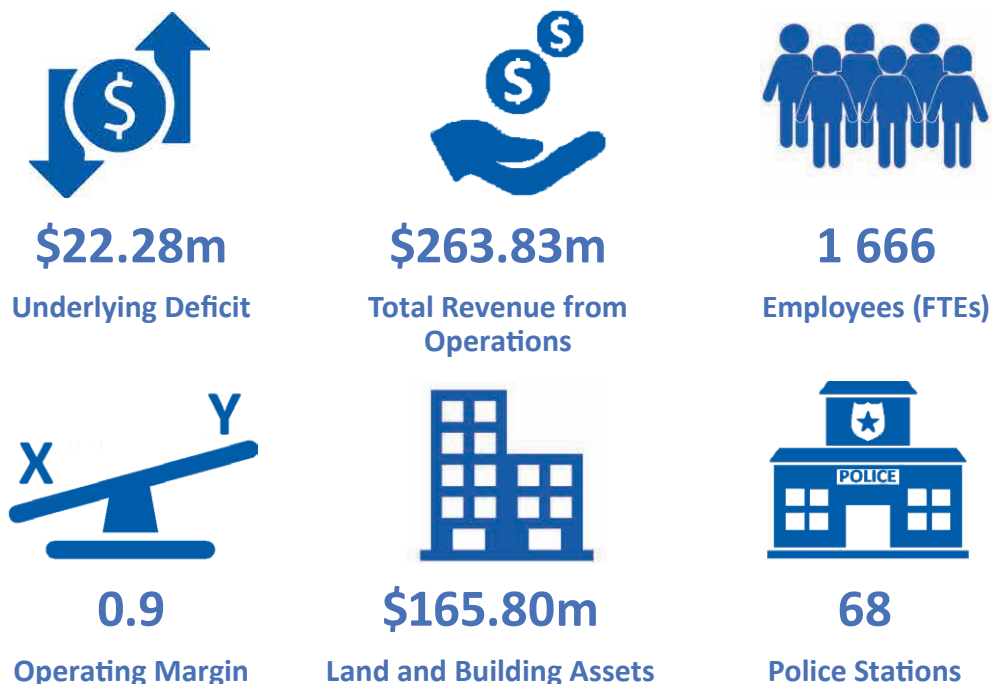 $
$
$
$22.28m
Underlying Deficit
$263.83m
Total Revenue from
Operations
1 666
Employees (FTEs)
X
Y
POLICE
0.9
Operating Margin
$165.80m
Land and Building Assets
68
Police Stations